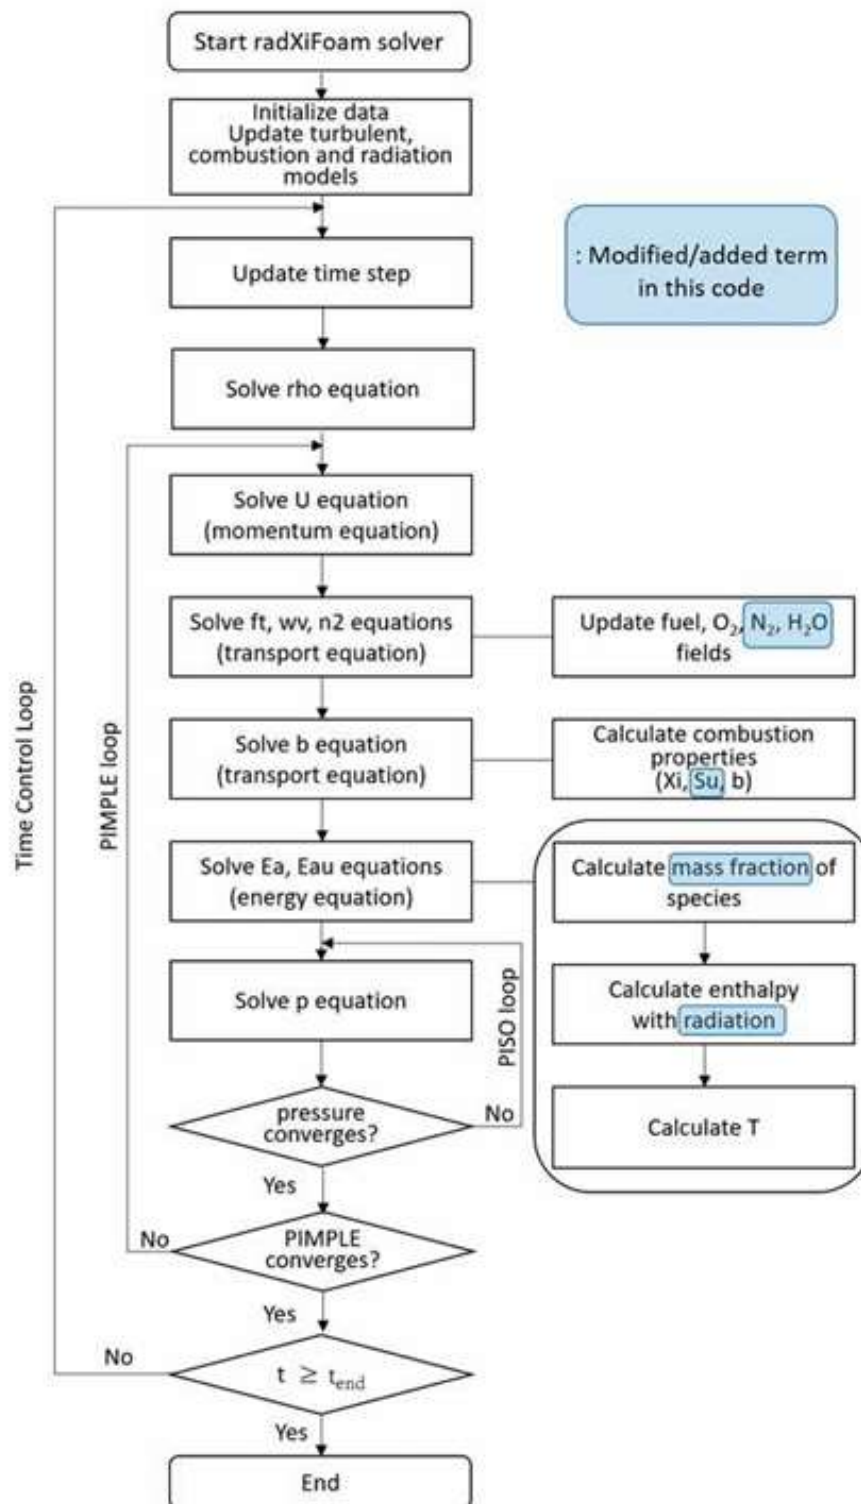 Start radXiFoam solver
Initialize data
Update turbulent,
combustion and radiation
models
: Modified/added term
in this code
Update time step
Solve rho equation
Solve U equation
(momentum equation)
Solve ft, wv, n2 equations
(transport equation)
Update fuel, O₂, N₂, H₂O
fields
Solve b equation
(transport equation)
Calculate combustion
properties
(Xi, Su, b)
Solve Ea, Eau equations
(energy equation)
Calculate mass fraction of
species
Calculate enthalpy
with radiation
Calculate T
Solve p equation
pressure
converges?
No
Yes
PISO loop
PIMPLE
converges?
No
Yes
PIMPLE loop
t ≥ t_end
No
Yes
Time Control Loop
End